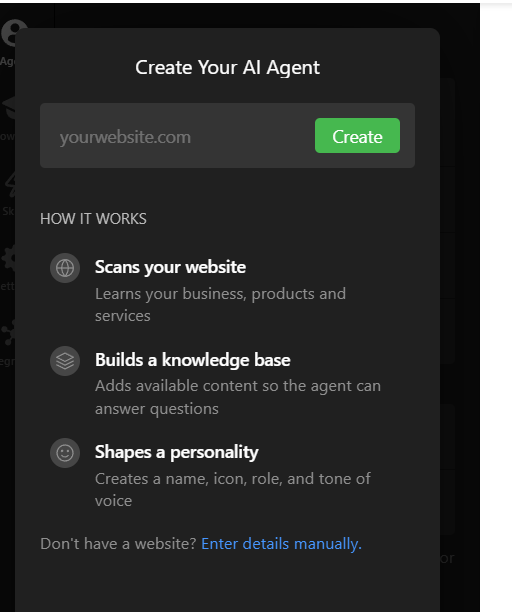 Create Your AI Agent
yourwebsite.com
Create
HOW IT WORKS
Scans your website
Learns your business, products and
services
Builds a knowledge base
Adds available content so the agent can
answer questions
Shapes a personality
Creates a name, icon, role, and tone of
voice
Don't have a website? Enter details manually.
or